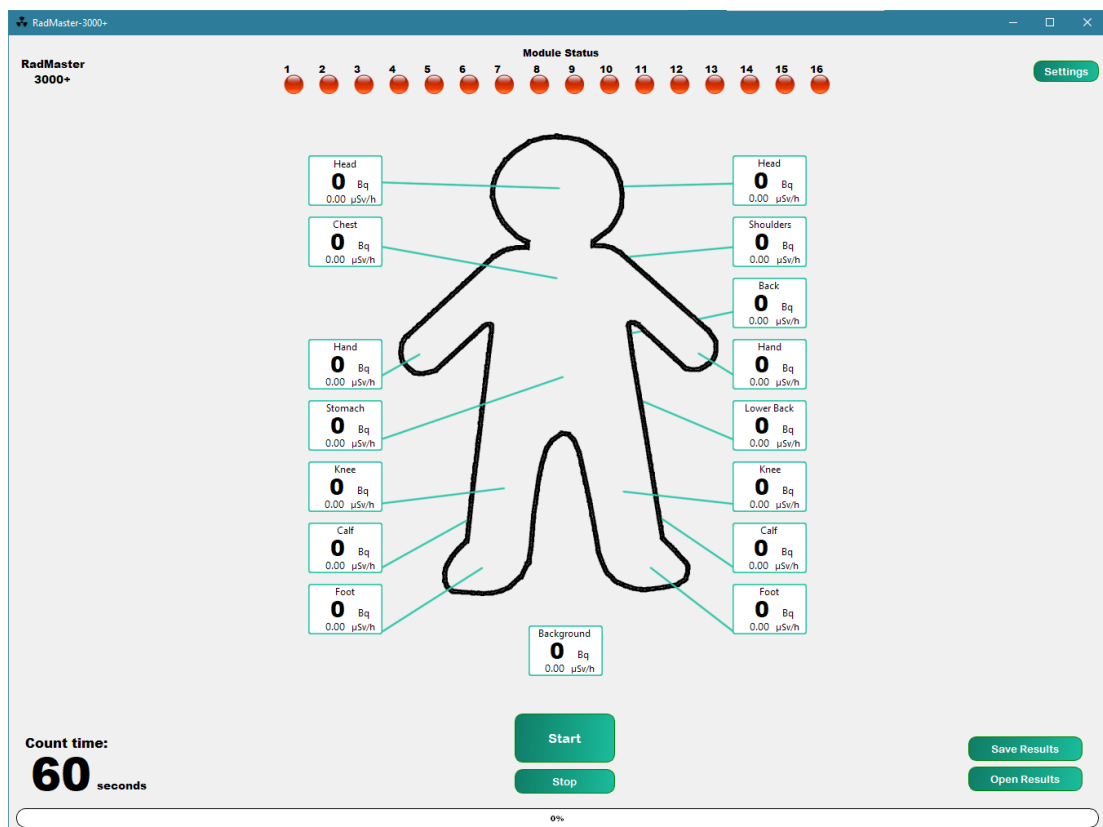 RadMaster-3000+
RadMaster
3000+
Module Status
1 2 3 4 5 6 7 8 9 10 11 12 13 14 15 16
Settings
Head
0 Bq
0.00 µSv/h
Chest
0 Bq
0.00 µSv/h
Hand
0 Bq
0.00 µSv/h
Stomach
0 Bq
0.00 µSv/h
Knee
0 Bq
0.00 µSv/h
Calf
0 Bq
0.00 µSv/h
Foot
0 Bq
0.00 µSv/h
Head
0 Bq
0.00 µSv/h
Shoulders
0 Bq
0.00 µSv/h
Back
0 Bq
0.00 µSv/h
Hand
0 Bq
0.00 µSv/h
Lower Back
0 Bq
0.00 µSv/h
Knee
0 Bq
0.00 µSv/h
Calf
0 Bq
0.00 µSv/h
Foot
0 Bq
0.00 µSv/h
Background
0 Bq
0.00 µSv/h
Count time:
60 seconds
Start
Stop
Save Results
Open Results
0%